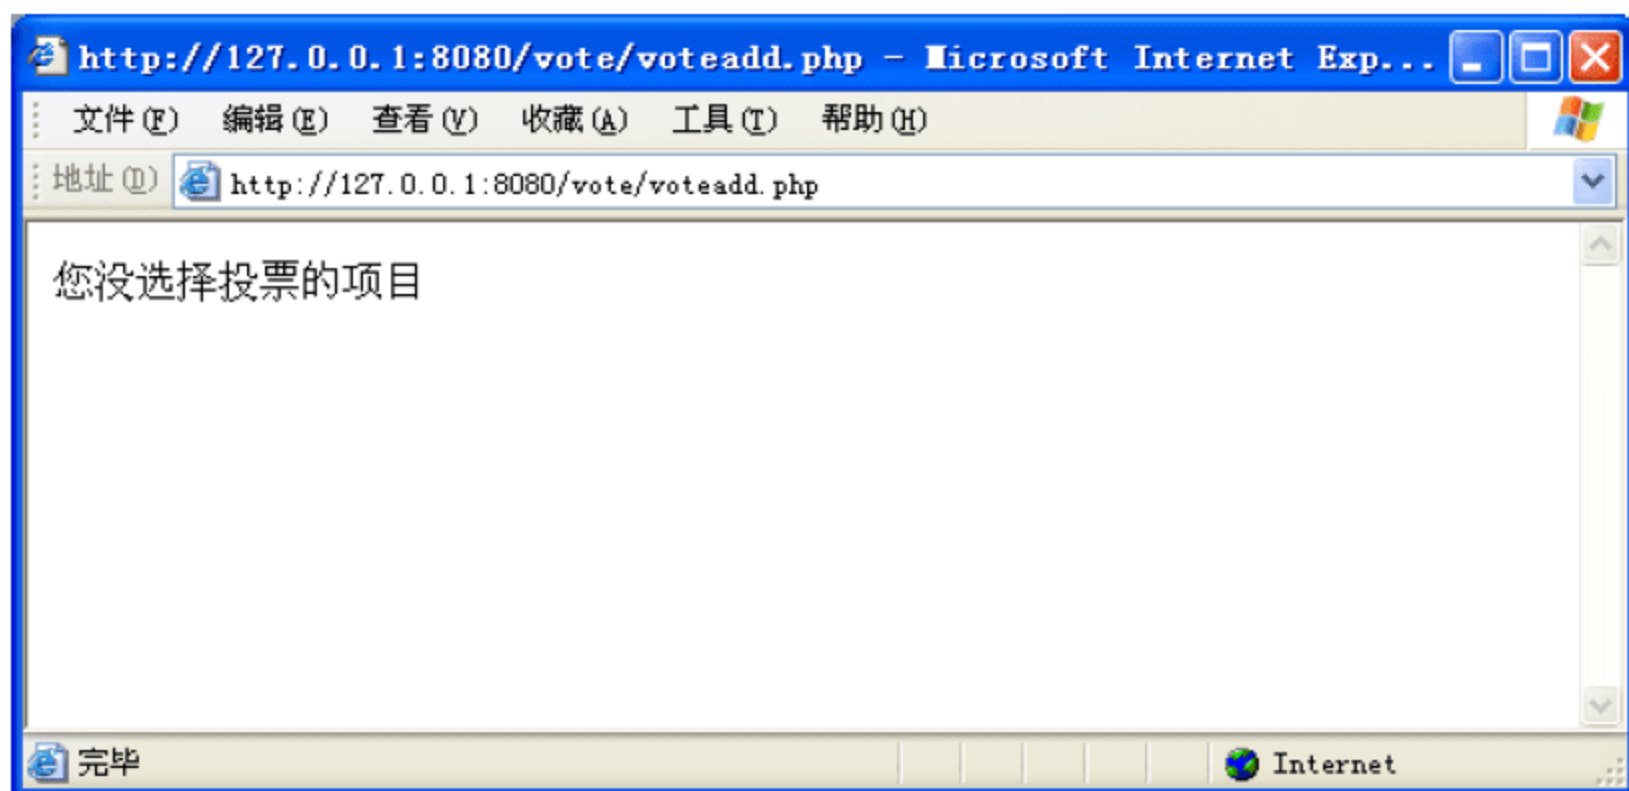 http://127.0.0.1:8080/vote/voteadd.php - Microsoft Internet Exp...
文件(F) 编辑(E) 查看(V) 收藏(A) 工具(T) 帮助(H)
地址(D) http://127.0.0.1:8080/vote/voteadd.php
您没选择投票的项目
完毕 Internet